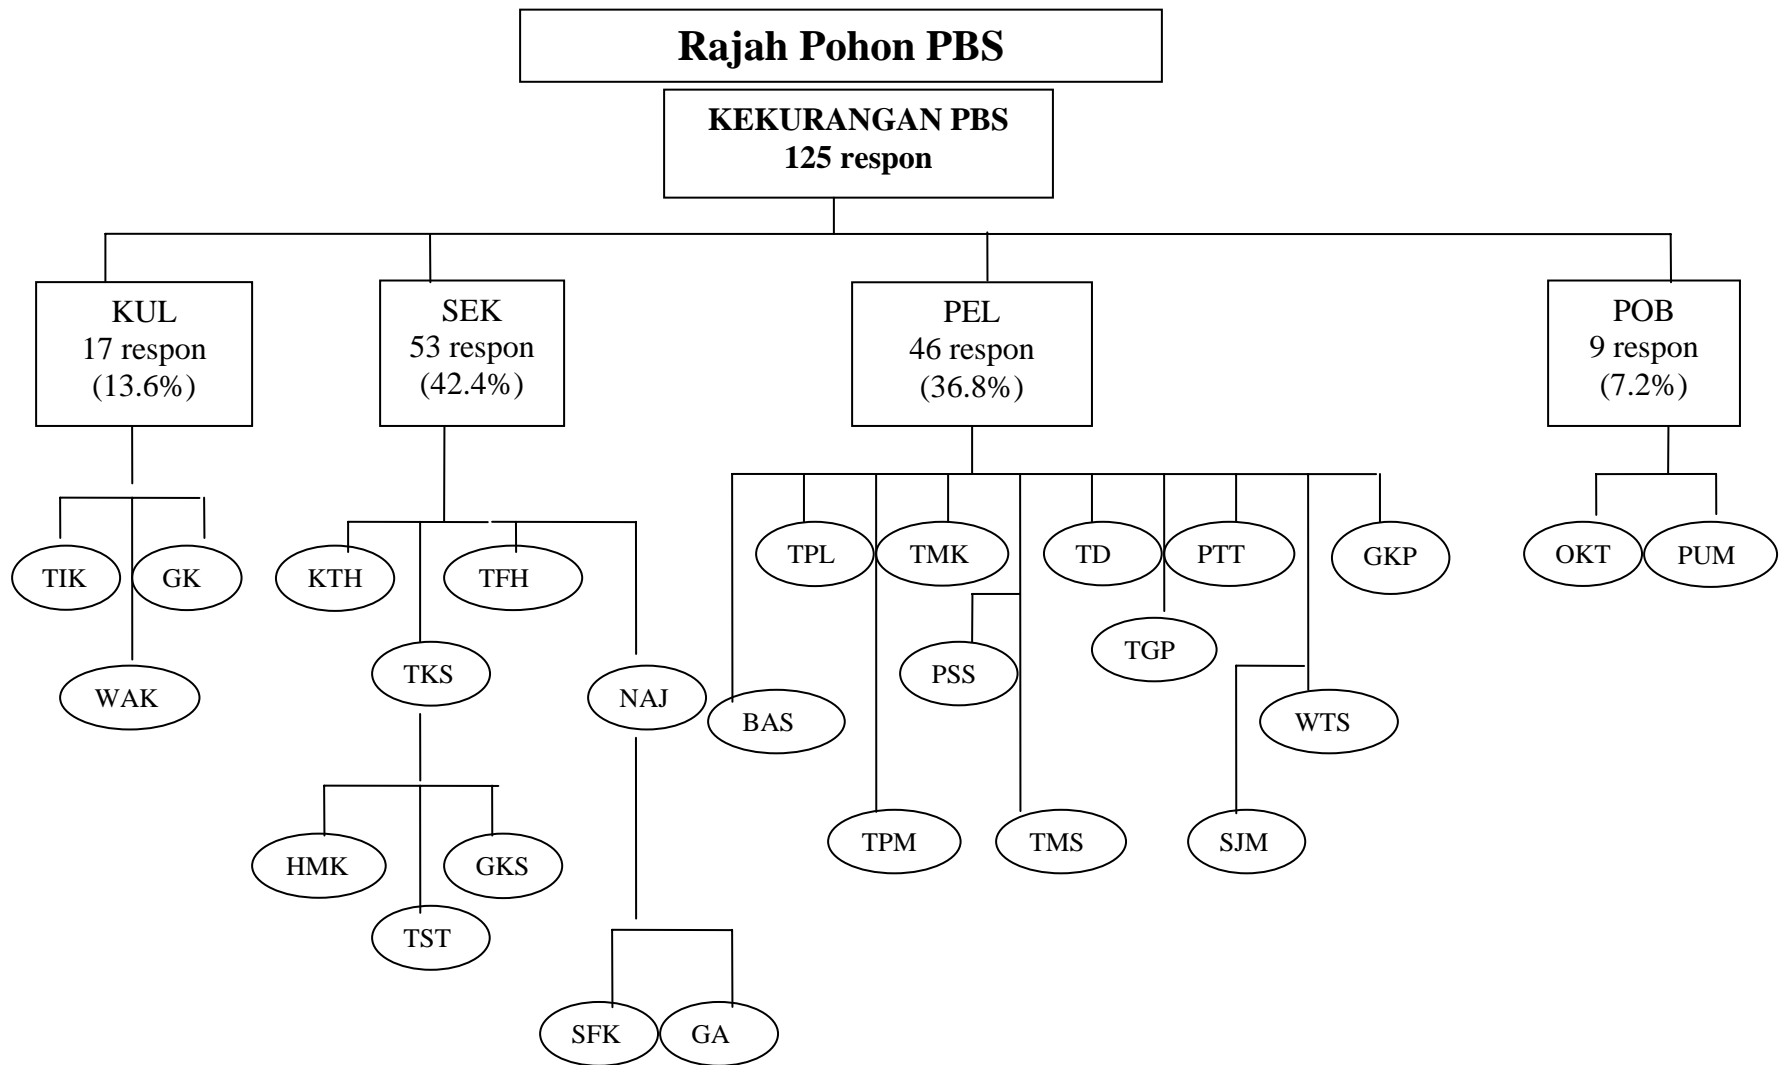 Rajah Pohon PBS
KEKURANGAN PBS
125 respon
KUL
17 respon
(13.6%)
SEK
53 respon
(42.4%)
PEL
46 respon
(36.8%)
POB
9 respon
(7.2%)
TIK
GK
WAK
KTH
TFH
TKS
NAJ
HMK
GKS
TST
SFK
GA
TPL
TMK
TD
PTT
GKP
PSS
TGP
BAS
WTS
TPM
TMS
SJM
OKT
PUM